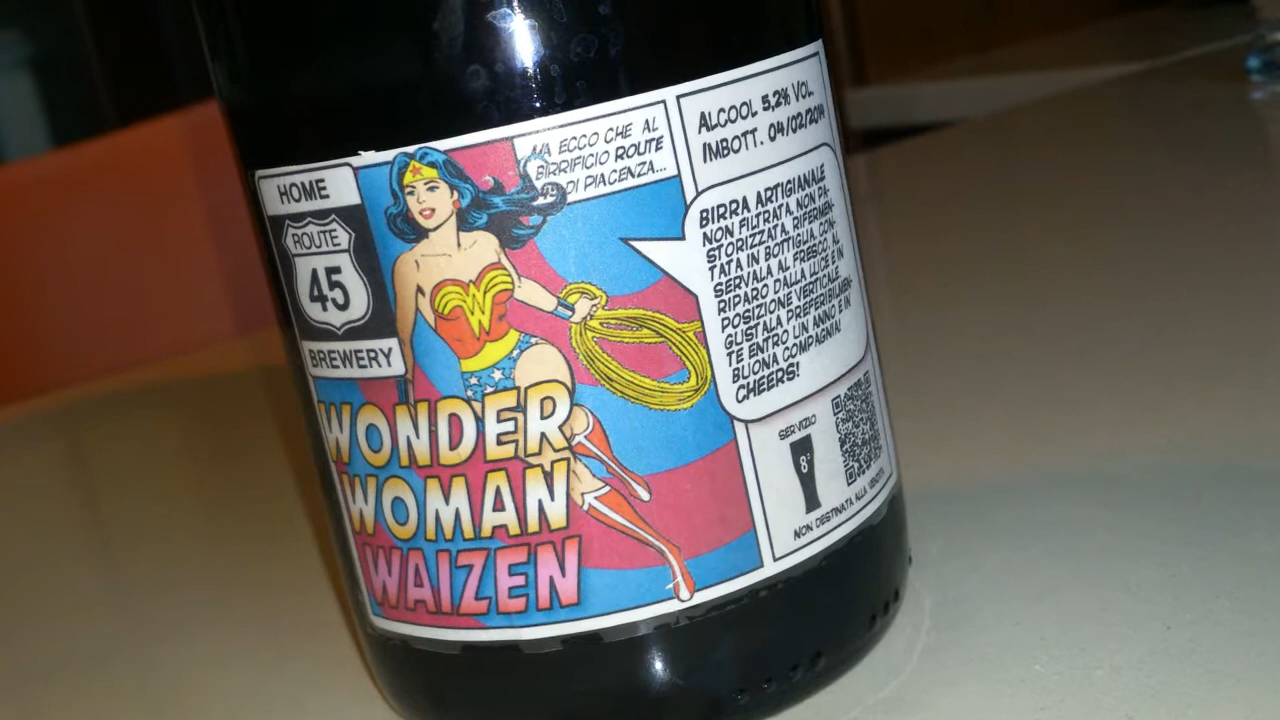 HOME
ROUTE
45
BREWERY
MA ECCO CHE AL
BIRRIFICIO ROUTE
45 DI PIACENZA...
W
WONDER
WOMAN
WAIZEN
ALCOOL 5,2% VOL.
IMBOTT. 04/02/2014
BIRRA ARTIGIANALE
NON FILTRATA, NON PA-
STORIZZATA, RIFERMEN-
TATA IN BOTTIGLIA. CON-
SERVALA AL FRESCO, AL
RIPARO DALLA LUCE E IN
POSIZIONE VERTICALE.
GUSTALA PREFERIBILMEN-
TE ENTRO UN ANNO E IN
BUONA COMPAGNIA!
CHEERS!
SERVIZIO
8°
NON DESTINATA ALLA VENDITA